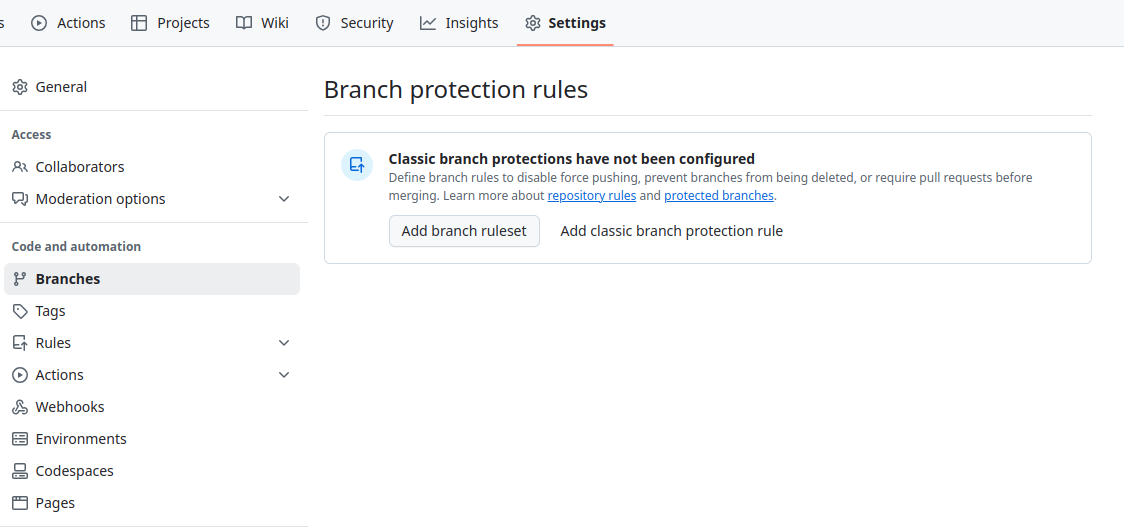 s Actions Projects Wiki Security Insights Settings
General
Access
Collaborators
Moderation options
Code and automation
Branches
Tags
Rules
Actions
Webhooks
Environments
Codespaces
Pages
Branch protection rules
Classic branch protections have not been configured
Define branch rules to disable force pushing, prevent branches from being deleted, or require pull requests before
merging. Learn more about repository rules and protected branches.
Add branch ruleset Add classic branch protection rule